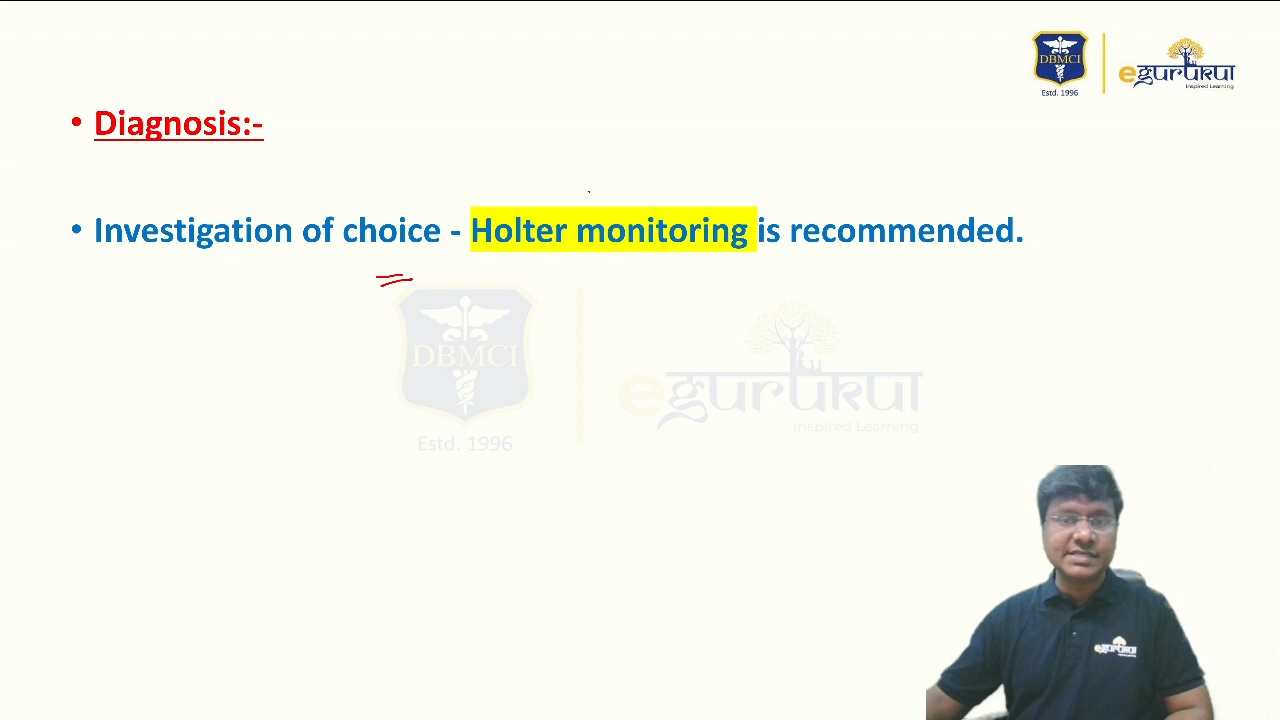 DBMCI
Estd. 1996
egurukul
Inspired Learning
• Diagnosis:-
• Investigation of choice - Holter monitoring is recommended.
DBMCI
Estd. 1996
egurukul
Inspired Learning
egurukul